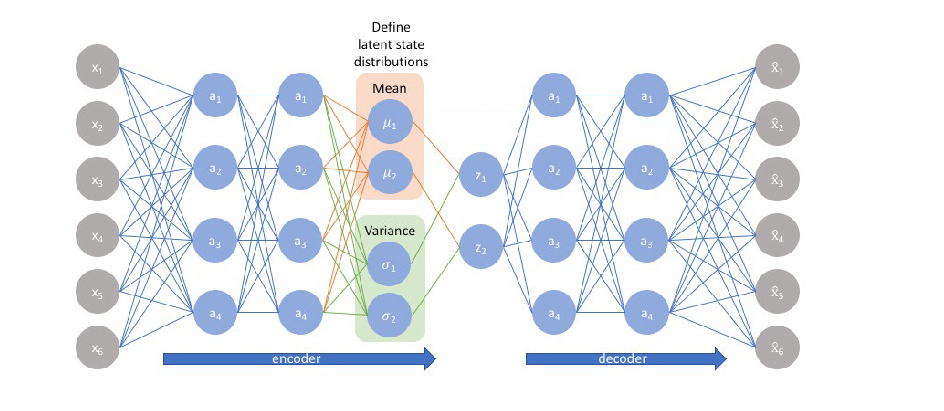 Define
latent state
distributions
Mean
x₁
x₂
x₃
x₄
x₅
x₆
a₁
a₂
a₃
a₄
a₁
a₂
a₃
a₄
μ₁
μ₂
Variance
σ₁
σ₂
z₁
z₂
a₁
a₂
a₃
a₄
a₁
a₂
a₃
a₄
x̂₁
x̂₂
x̂₃
x̂₄
x̂₅
x̂₆
encoder
decoder